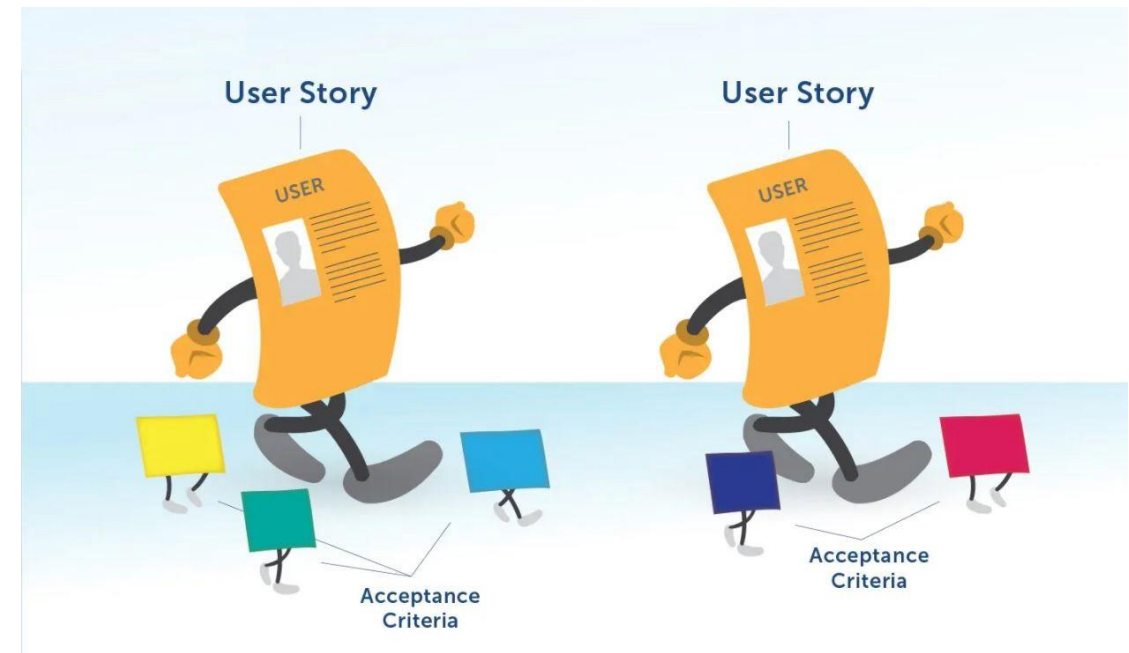 User Story
USER
Acceptance
Criteria
User Story
USER
Acceptance
Criteria